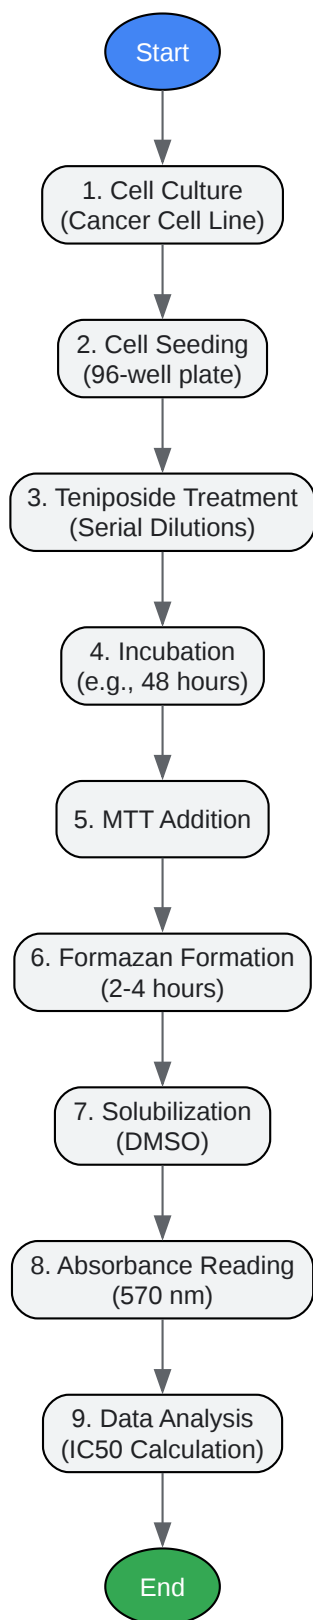 Start
1. Cell Culture
(Cancer Cell Line)
2. Cell Seeding
(96-well plate)
3. Teniposide Treatment
(Serial Dilutions)
4. Incubation
(e.g., 48 hours)
5. MTT Addition
6. Formazan Formation
(2-4 hours)
7. Solubilization
(DMSO)
8. Absorbance Reading
(570 nm)
9. Data Analysis
(IC50 Calculation)
End